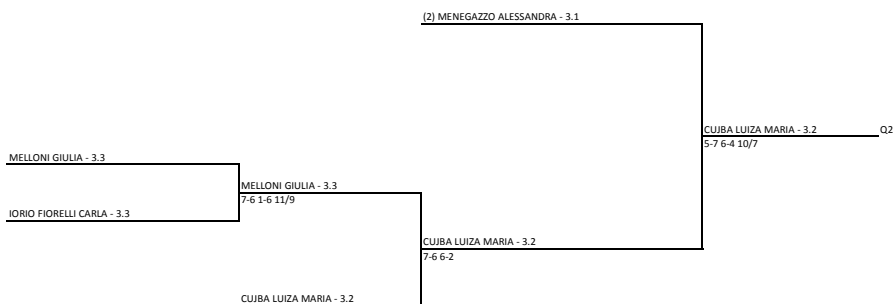 (2) MENEGAZZO ALESSANDRA - 3.1
CUJBA LUIZA MARIA - 3.2
Q2
5-7 6-4 10/7
MELLONI GIULIA - 3.3
MELLONI GIULIA - 3.3
7-6 1-6 11/9
IORIO FIORELLI CARLA - 3.3
CUJBA LUIZA MARIA - 3.2
7-6 6-2
CUJBA LUIZA MARIA - 3.2